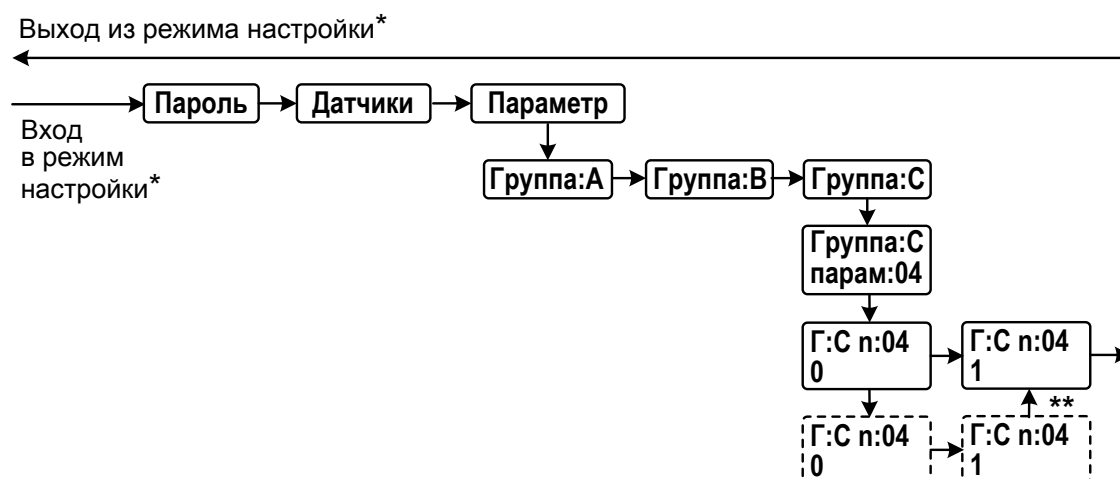 Выход из режима настройки*
Пароль
Датчики
Параметр
Вход
в режим
настройки*
Группа:A
Группа:B
Группа:C
Группа:C
парам:04
Г:C n:04
0
Г:C n:04
1
**
Г:C n:04
0
Г:C n:04
1